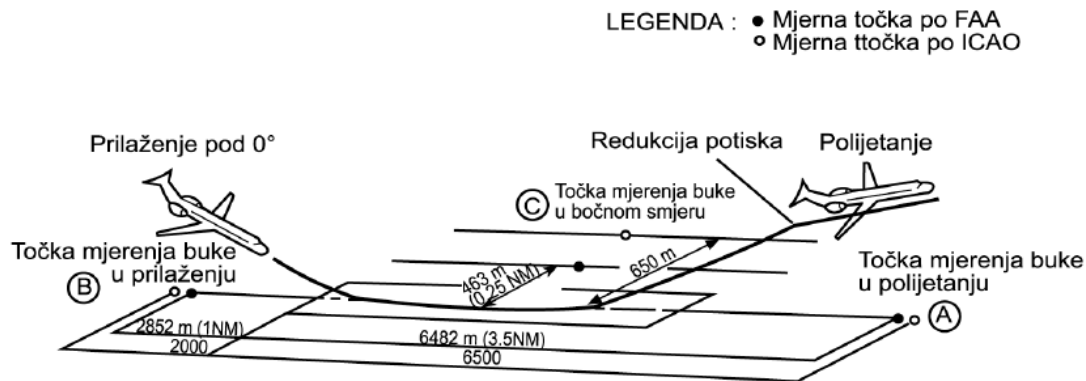 LEGENDA : ● Mjerna točka po FAA
○ Mjerna ttočka po ICAO
Prilaženje pod 0°
Redukcija potiska
Polijetanje
C
Točka mjerenja buke
u bočnom smjeru
Točka mjerenja buke
u prilaženju
B
463 m
(0.25 NM)
650 m
Točka mjerenja buke
u polijetanju
A
2852 m (1NM)
2000
6482 m (3.5NM)
6500